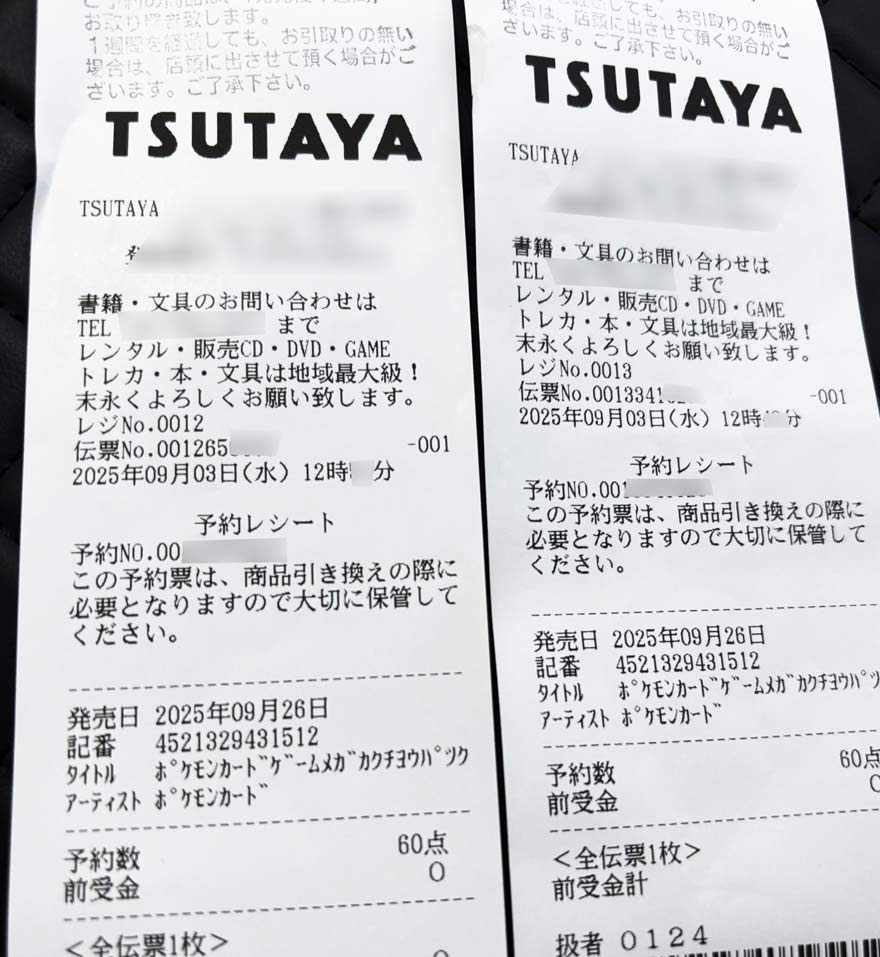 お取り置き致します。
1週間を経過しても、お引取りの無い
場合は、店頭に出させて頂く場合がご
ざいます。ご了承下さい。
TSUTAYA
TSUTAYA
書籍・文具のお問い合わせは
TEL まで
レンタル・販売CD・DVD・GAME
トレカ・本・文具は地域最大級!
末永くよろしくお願い致します。
レジNo.0012
伝票No.001265 -001
2025年09月03日(水) 12時 分
予約レシート
予約NO.00
この予約票は、商品引き換えの際に
必要となりますので大切に保管して
ください。
発売日 2025年09月26日
記番 4521329431512
タイトル ポケモンカードゲームメガカクチヨウパツク
アーティスト ポケモンカード
予約数 60点
前受金 0
<全伝票1枚>
0
経過しても、お引取りの無い
場合は、店頭に出させて頂く場合がご
ざいます。ご了承下さい。
TSUTAYA
TSUTAYA
書籍・文具のお問い合わせは
TEL まで
レンタル・販売CD・DVD・GAME
トレカ・本・文具は地域最大級!
末永くよろしくお願い致します。
レジNo.0013
伝票No.0013341 -001
2025年09月03日(水) 12時 分
予約レシート
予約NO.001
この予約票は、商品引き換えの際に
必要となりますので大切に保管して
ください。
発売日 2025年09月26日
記番 4521329431512
タイトル ポケモンカードゲームメガカクチヨウパツ
アーティスト ポケモンカード
予約数 60点
前受金 0
<全伝票1枚>
前受金計
扱者 0124